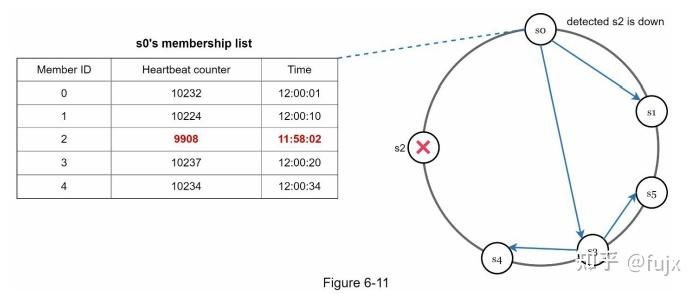 s0's membership list
Member ID Heartbeat counter Time
0 10232 12:00:01
1 10224 12:00:10
2 9908 11:58:02
3 10237 12:00:20
4 10234 12:00:34
s0
detected s2 is down
s1
s2
s5
s3
s4
知乎 @fujx
Figure 6-11